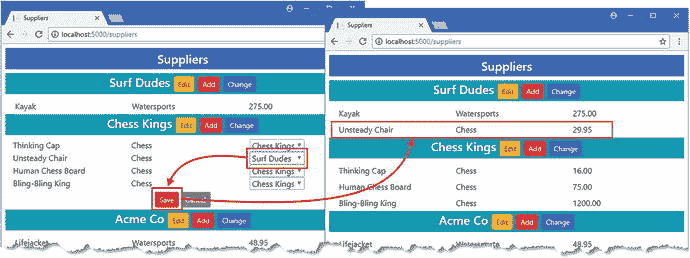 Suppliers
localhost:5000/suppliers
Suppliers
Surf Dudes Edit Add Change
Kayak Watersports 275.00
Chess Kings Edit Add Change
Thinking Cap Chess Chess Kings
Unsteady Chair Chess Surf Dudes
Human Chess Board Chess Chess Kings
Bling-Bling King Chess Chess Kings
Save
Acme Co Edit Add Change
Lifejacket Watersports 48.95
Suppliers
localhost:5000/suppliers
Suppliers
Surf Dudes Edit Add Change
Kayak Watersports 275.00
Unsteady Chair Chess 29.95
Chess Kings Edit Add Change
Thinking Cap Chess 16.00
Human Chess Board Chess 75.00
Bling-Bling King Chess 1200.00
Acme Co Edit Add Change
Lifejacket Watersports 48.95